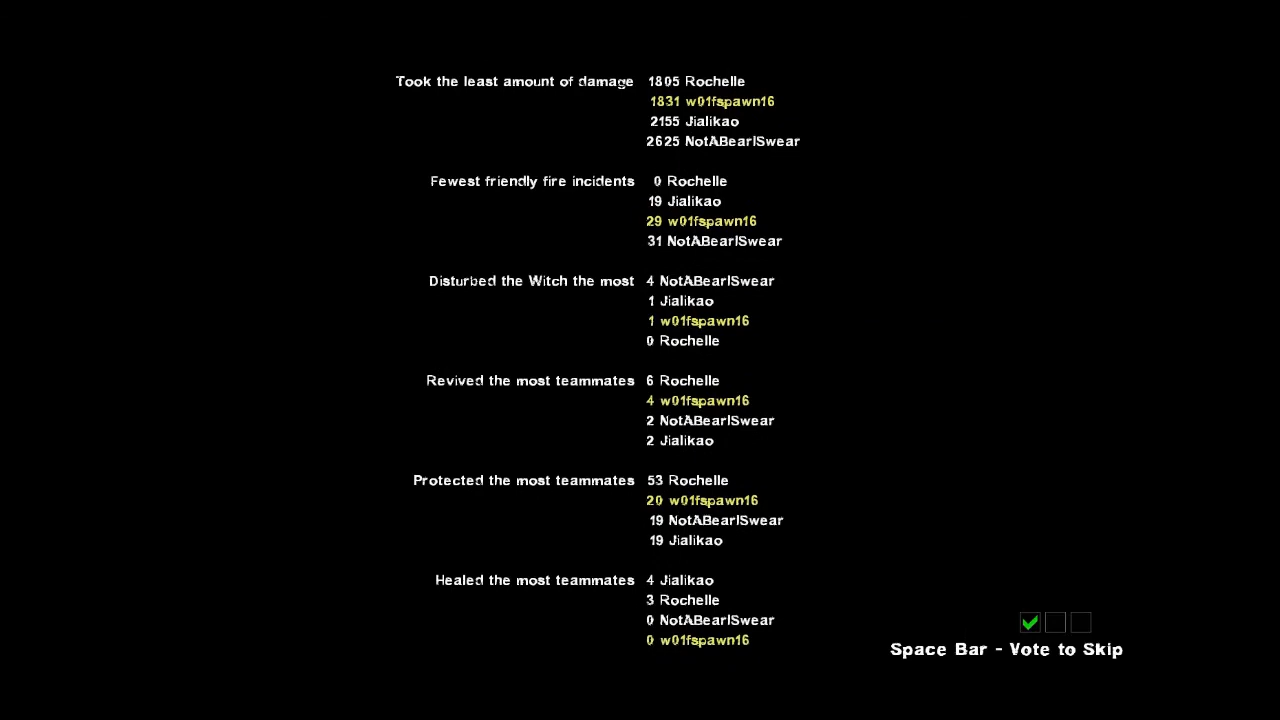 Took the least amount of damage 1805 Rochelle
1831 w01fspawn16
2155 Jialikao
2625 NotABearISwear
Fewest friendly fire incidents 0 Rochelle
19 Jialikao
29 w01fspawn16
31 NotABearISwear
Disturbed the Witch the most 4 NotABearISwear
1 Jialikao
1 w01fspawn16
0 Rochelle
Revived the most teammates 6 Rochelle
4 w01fspawn16
2 NotABearISwear
2 Jialikao
Protected the most teammates 53 Rochelle
20 w01fspawn16
19 NotABearISwear
19 Jialikao
Healed the most teammates 4 Jialikao
3 Rochelle
0 NotABearISwear
0 w01fspawn16
Space Bar - Vote to Skip